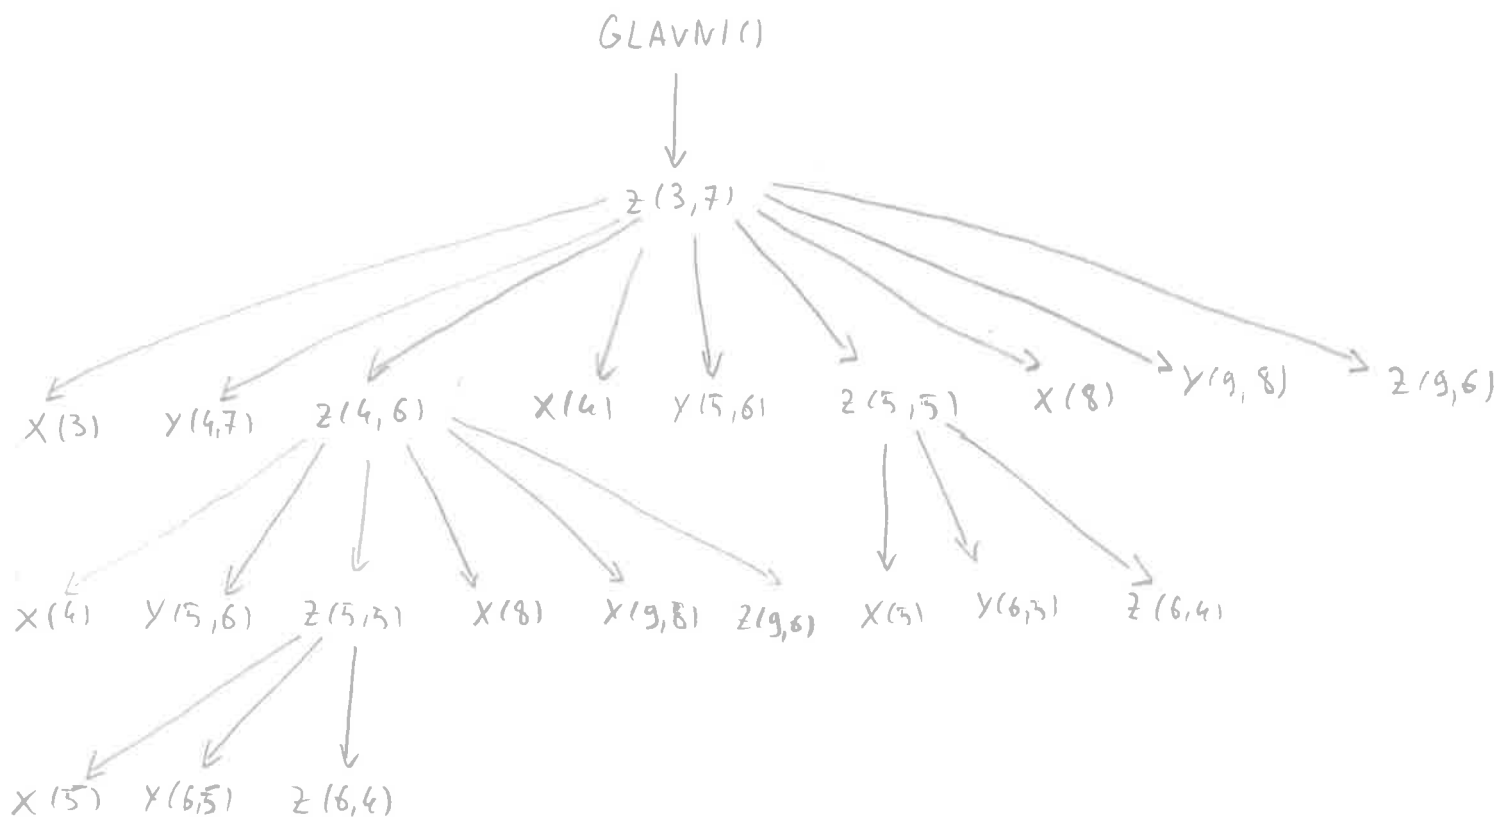 GLAVNI()
Z(3,7)
X(3) Y(4,7) Z(4,6) X(4) Y(5,6) Z(5,5) X(8) Y(9,8) Z(9,6)
X(4) Y(5,6) Z(5,5) X(8) X(9,8) Z(9,6) X(5) Y(6,5) Z(6,4)
X(5) Y(6,5) Z(6,4)